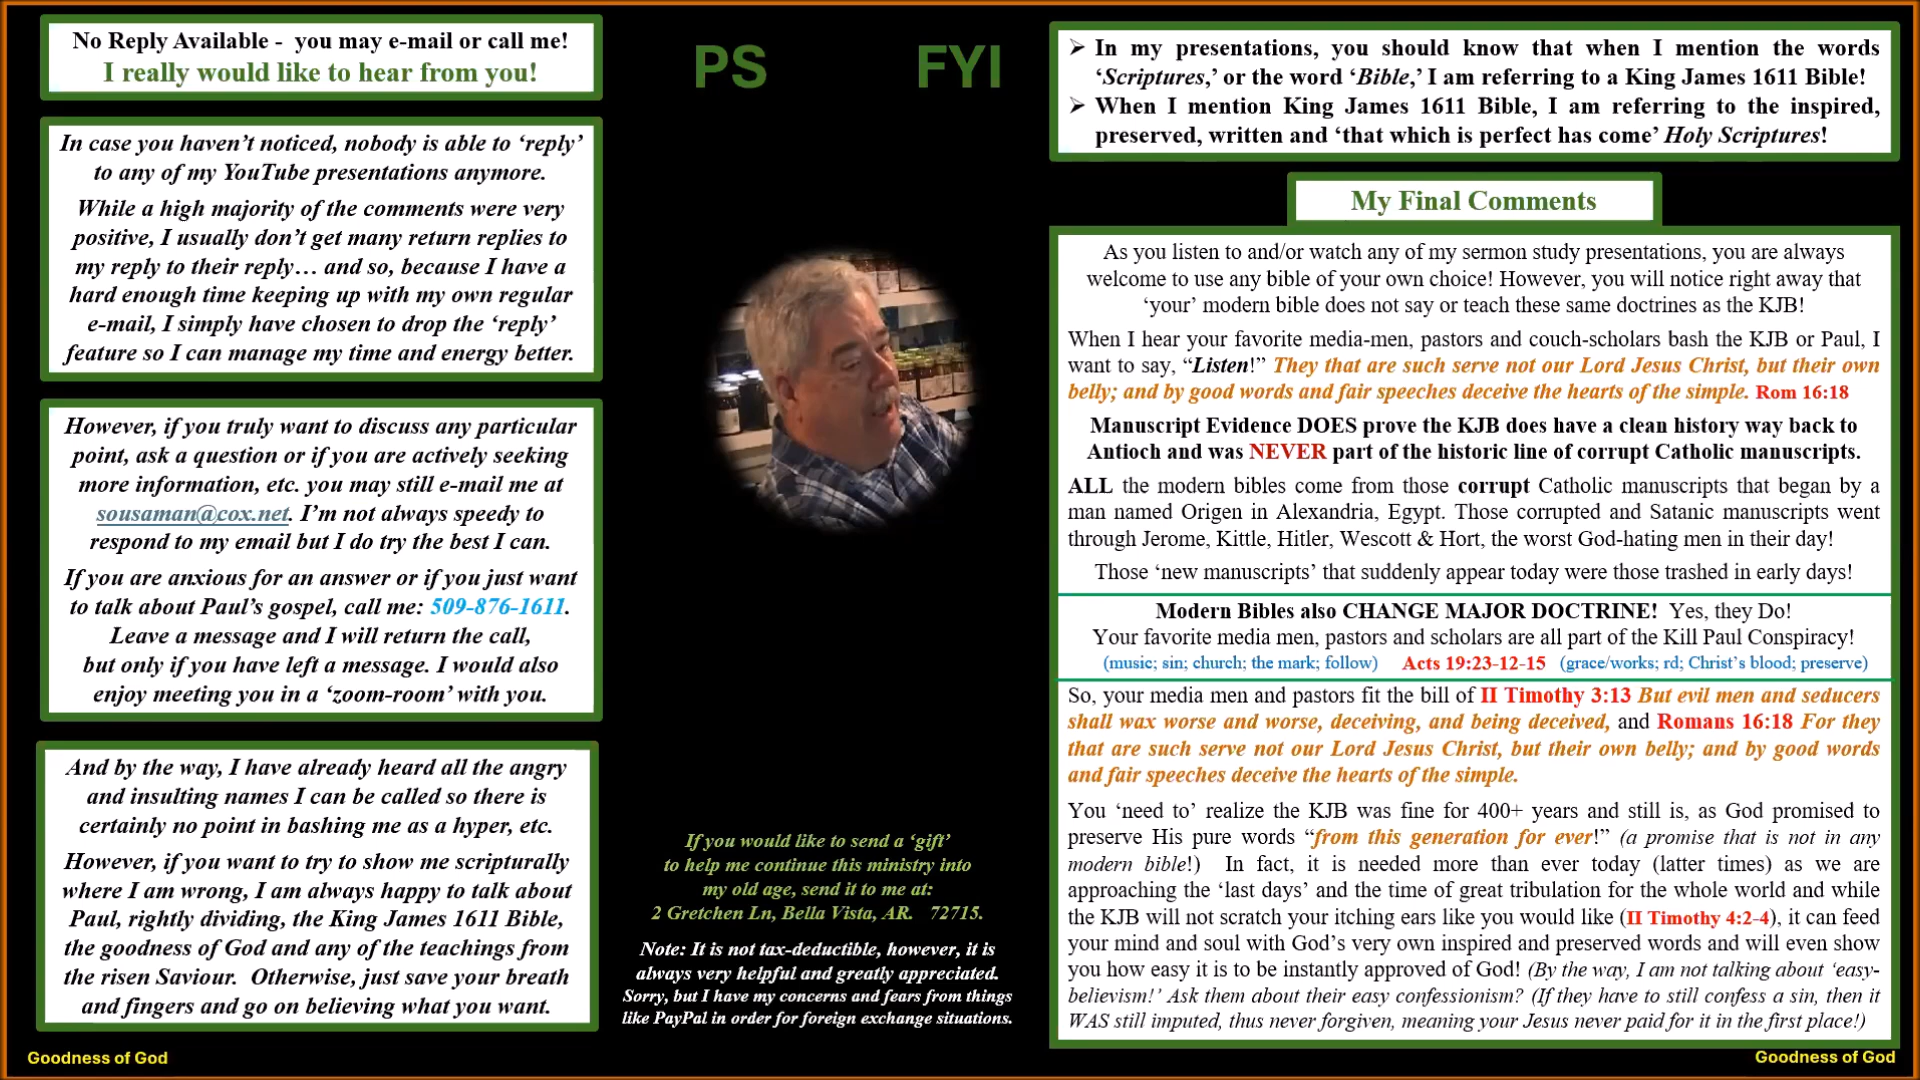 No Reply Available -  you may e-mail or call me!
I really would like to hear from you!
In case you haven't noticed, nobody is able to 'reply'
to any of my YouTube presentations anymore.
While a high majority of the comments were very
positive, I usually don't get many return replies to
my reply to their reply… and so, because I have a
hard enough time keeping up with my own regular
e-mail, I simply have chosen to drop the 'reply'
feature so I can manage my time and energy better.
However, if you truly want to discuss any particular
point, ask a question or if you are actively seeking
more information, etc. you may still e-mail me at
sousaman@cox.net. I'm not always speedy to
respond to my email but I do try the best I can.
If you are anxious for an answer or if you just want
to talk about Paul's gospel, call me: 509-876-1611.
Leave a message and I will return the call,
but only if you have left a message. I would also
enjoy meeting you in a 'zoom-room' with you.
And by the way, I have already heard all the angry
and insulting names I can be called so there is
certainly no point in bashing me as a hyper, etc.
However, if you want to try to show me scripturally
where I am wrong, I am always happy to talk about
Paul, rightly dividing, the King James 1611 Bible,
the goodness of God and any of the teachings from
the risen Saviour.  Otherwise, just save your breath
and fingers and go on believing what you want.
Goodness of God
PS FYI
If you would like to send a 'gift'
to help me continue this ministry into
my old age, send it to me at:
2 Gretchen Ln, Bella Vista, AR.   72715.
Note: It is not tax-deductible, however, it is
always very helpful and greatly appreciated.
Sorry, but I have my concerns and fears from things
like PayPal in order for foreign exchange situations.
➢ In my presentations, you should know that when I mention the words
'Scriptures,' or the word 'Bible,' I am referring to a King James 1611 Bible!
➢ When I mention King James 1611 Bible, I am referring to the inspired,
preserved, written and 'that which is perfect has come' Holy Scriptures!
My Final Comments
As you listen to and/or watch any of my sermon study presentations, you are always
welcome to use any bible of your own choice! However, you will notice right away that
'your' modern bible does not say or teach these same doctrines as the KJB!
When I hear your favorite media-men, pastors and couch-scholars bash the KJB or Paul, I
want to say, "Listen!" They that are such serve not our Lord Jesus Christ, but their own
belly; and by good words and fair speeches deceive the hearts of the simple. Rom 16:18
Manuscript Evidence DOES prove the KJB does have a clean history way back to
Antioch and was NEVER part of the historic line of corrupt Catholic manuscripts.
ALL the modern bibles come from those corrupt Catholic manuscripts that began by a
man named Origen in Alexandria, Egypt. Those corrupted and Satanic manuscripts went
through Jerome, Kittle, Hitler, Wescott & Hort, the worst God-hating men in their day!
Those 'new manuscripts' that suddenly appear today were those trashed in early days!
Modern Bibles also CHANGE MAJOR DOCTRINE!  Yes, they Do!
Your favorite media men, pastors and scholars are all part of the Kill Paul Conspiracy!
(music; sin; church; the mark; follow) Acts 19:23-12-15 (grace/works; rd; Christ's blood; preserve)
So, your media men and pastors fit the bill of II Timothy 3:13 But evil men and seducers
shall wax worse and worse, deceiving, and being deceived, and Romans 16:18 For they
that are such serve not our Lord Jesus Christ, but their own belly; and by good words
and fair speeches deceive the hearts of the simple.
You 'need to' realize the KJB was fine for 400+ years and still is, as God promised to
preserve His pure words "from this generation for ever!" (a promise that is not in any
modern bible!)  In fact, it is needed more than ever today (latter times) as we are
approaching the 'last days' and the time of great tribulation for the whole world and while
the KJB will not scratch your itching ears like you would like (II Timothy 4:2-4), it can feed
your mind and soul with God's very own inspired and preserved words and will even show
you how easy it is to be instantly approved of God! (By the way, I am not talking about 'easy-
believism!' Ask them about their easy confessionism? (If they have to still confess a sin, then it
WAS still imputed, thus never forgiven, meaning your Jesus never paid for it in the first place!)
Goodness of God